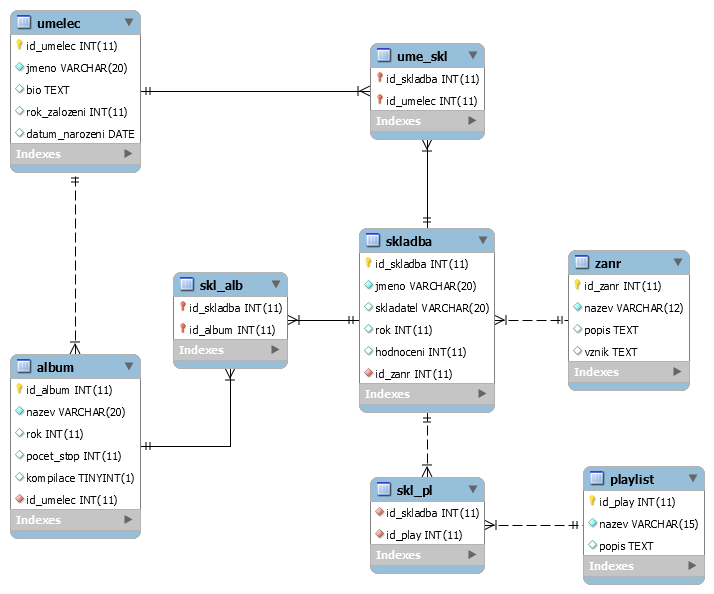 umelec
id_umelec INT(11)
jmeno VARCHAR(20)
bio TEXT
rok_zalozeni INT(11)
datum_narozeni DATE
Indexes
ume_skl
id_skladba INT(11)
id_umelec INT(11)
Indexes
skladba
id_skladba INT(11)
jmeno VARCHAR(20)
skladatel VARCHAR(20)
rok INT(11)
hodnoceni INT(11)
id_zanr INT(11)
Indexes
zanr
id_zanr INT(11)
nazev VARCHAR(12)
popis TEXT
vznik TEXT
Indexes
skl_alb
id_skladba INT(11)
id_album INT(11)
Indexes
album
id_album INT(11)
nazev VARCHAR(20)
rok INT(11)
pocet_stop INT(11)
kompilace TINYINT(1)
id_umelec INT(11)
Indexes
skl_pl
id_skladba INT(11)
id_play INT(11)
Indexes
playlist
id_play INT(11)
nazev VARCHAR(15)
popis TEXT
Indexes